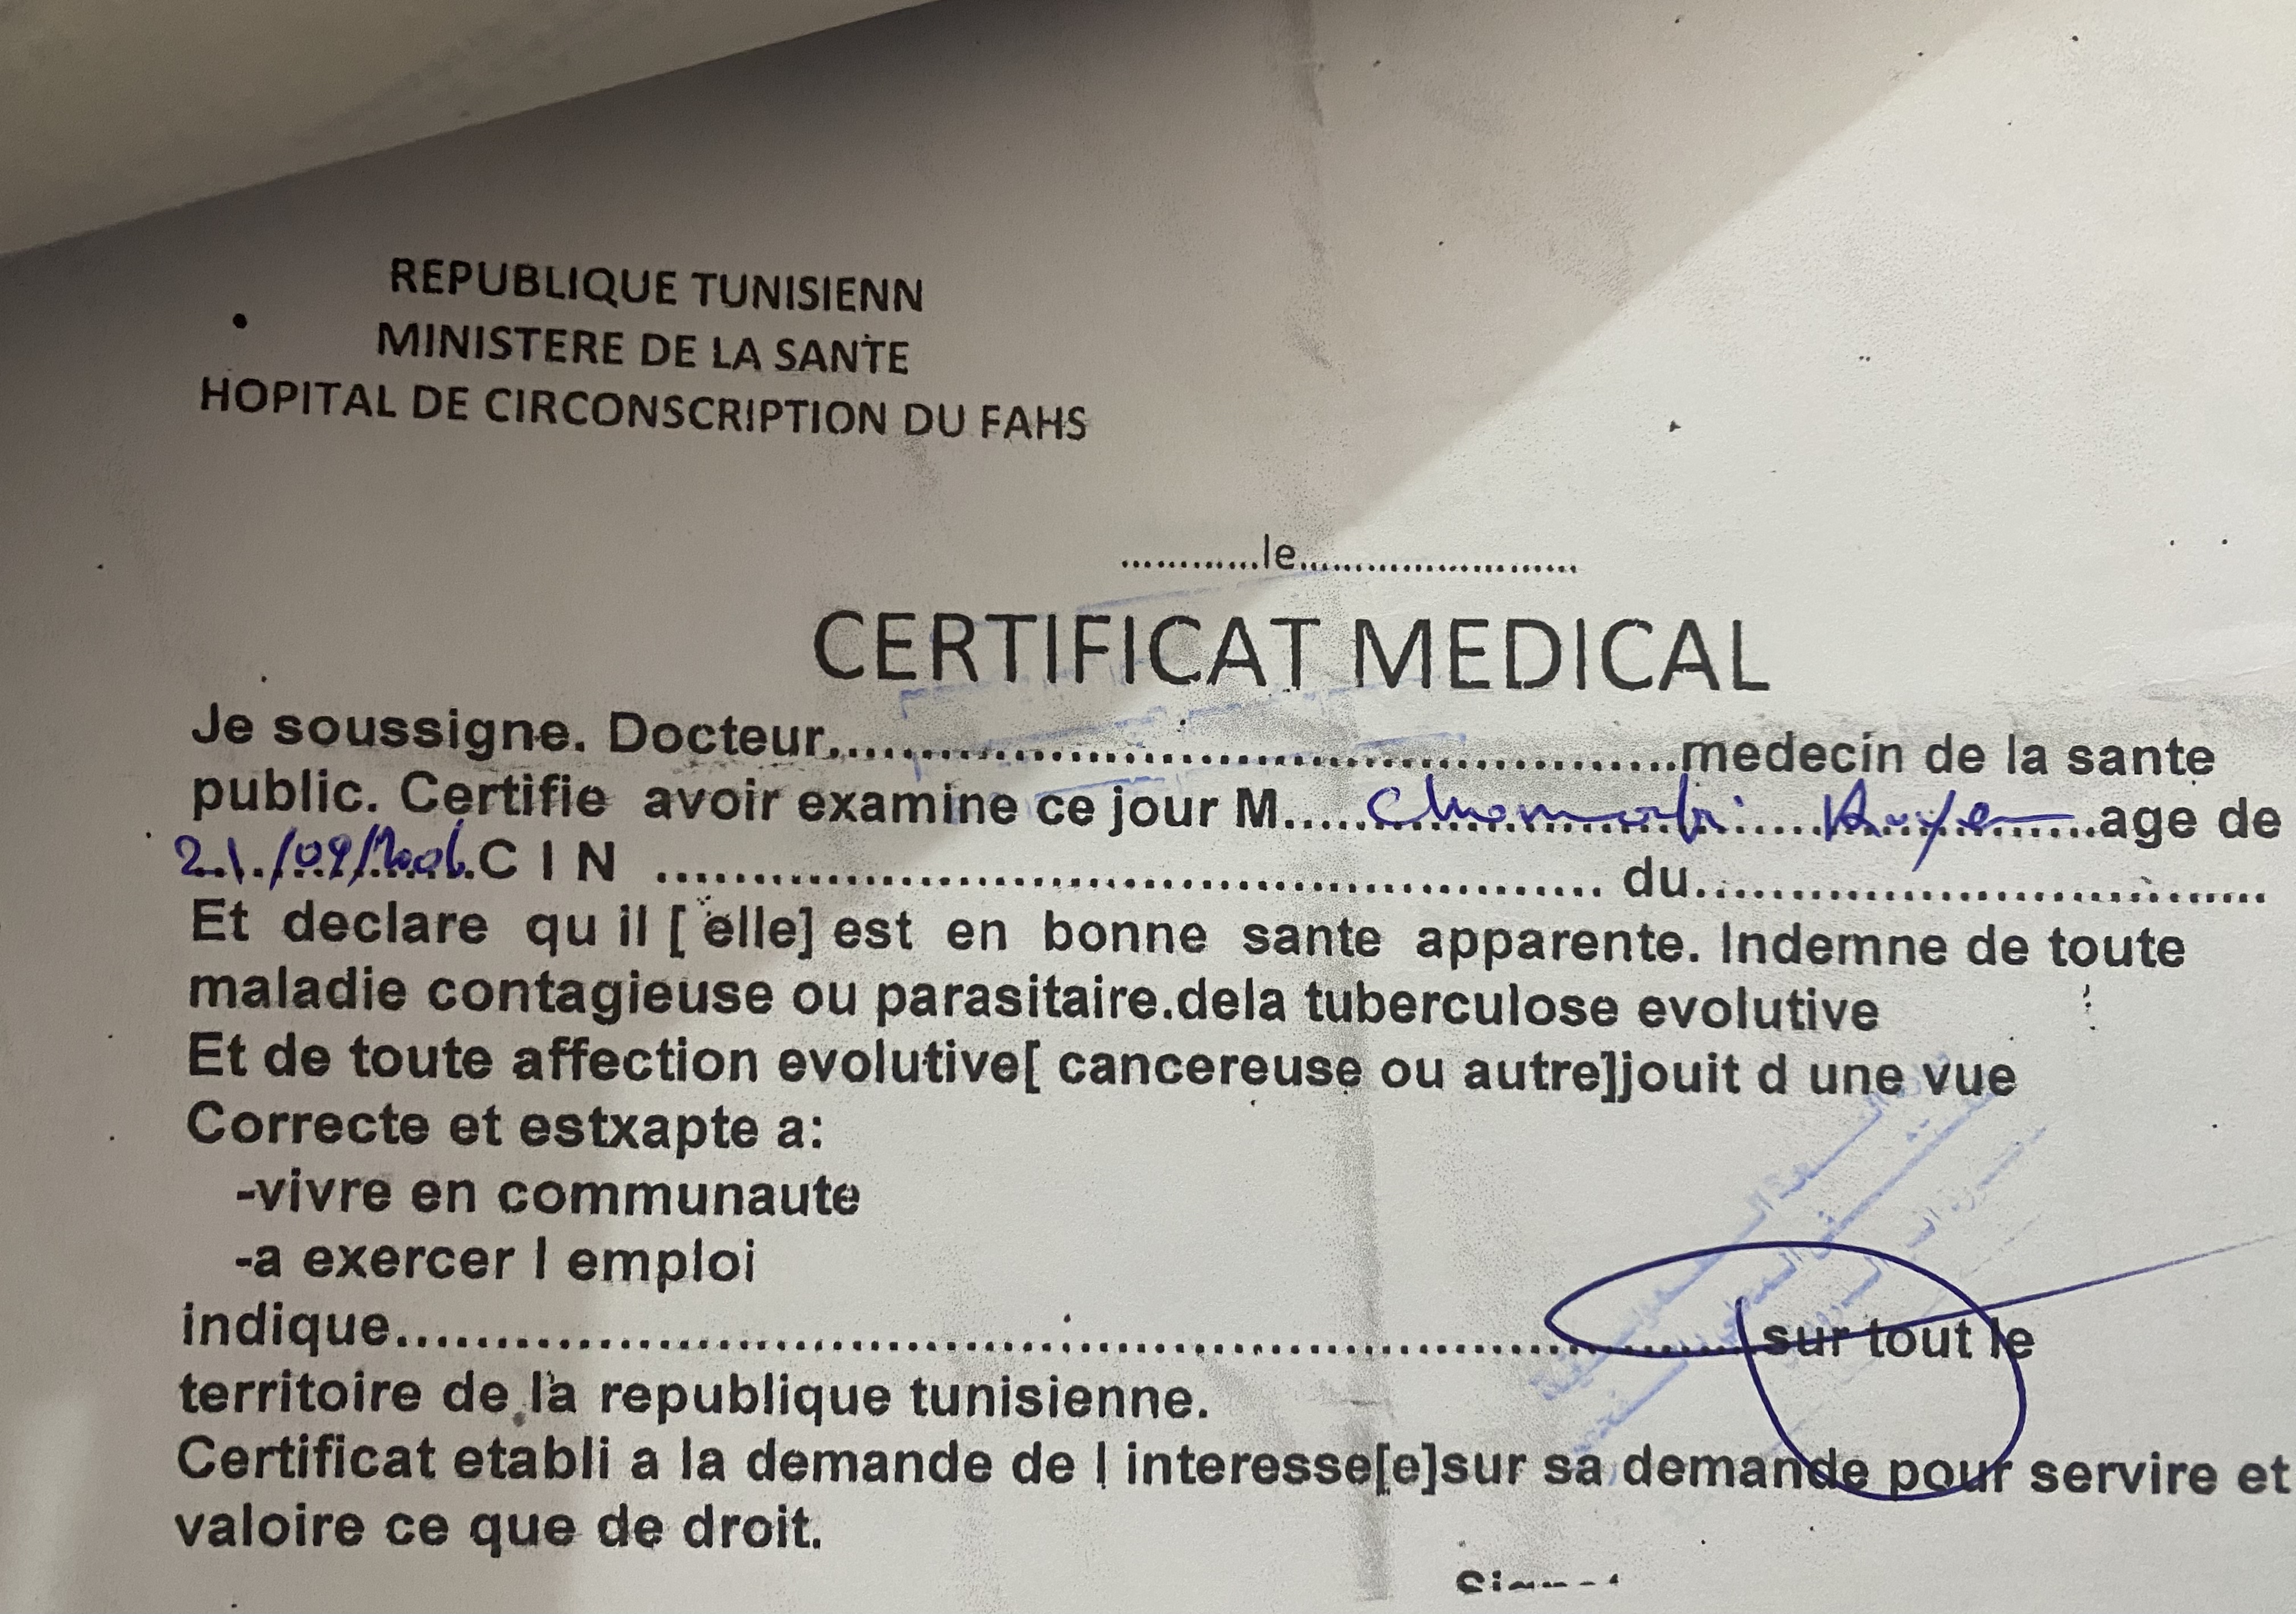 REPUBLIQUE TUNISIENN
MINISTERE DE LA SANTE
HOPITAL DE CIRCONSCRIPTION DU FAHS
............le.........................
CERTIFICAT MEDICAL
Je soussigne. Docteur..........................................medecin de la sante
public. Certifie avoir examine ce jour M..........................................age de
21/09/2006 C I N ................................................ du.............................
Et declare qu il [ elle] est en bonne sante apparente. Indemne de toute
maladie contagieuse ou parasitaire.dela tuberculose evolutive
Et de toute affection evolutive[ cancereuse ou autre]jouit d une vue
Correcte et estxapte a:
-vivre en communaute
-a exercer l emploi
indique....................................................................sur tout le
territoire de la republique tunisienne.
Certificat etabli a la demande de l interesse[e]sur sa demande pour servire et
valoire ce que de droit.